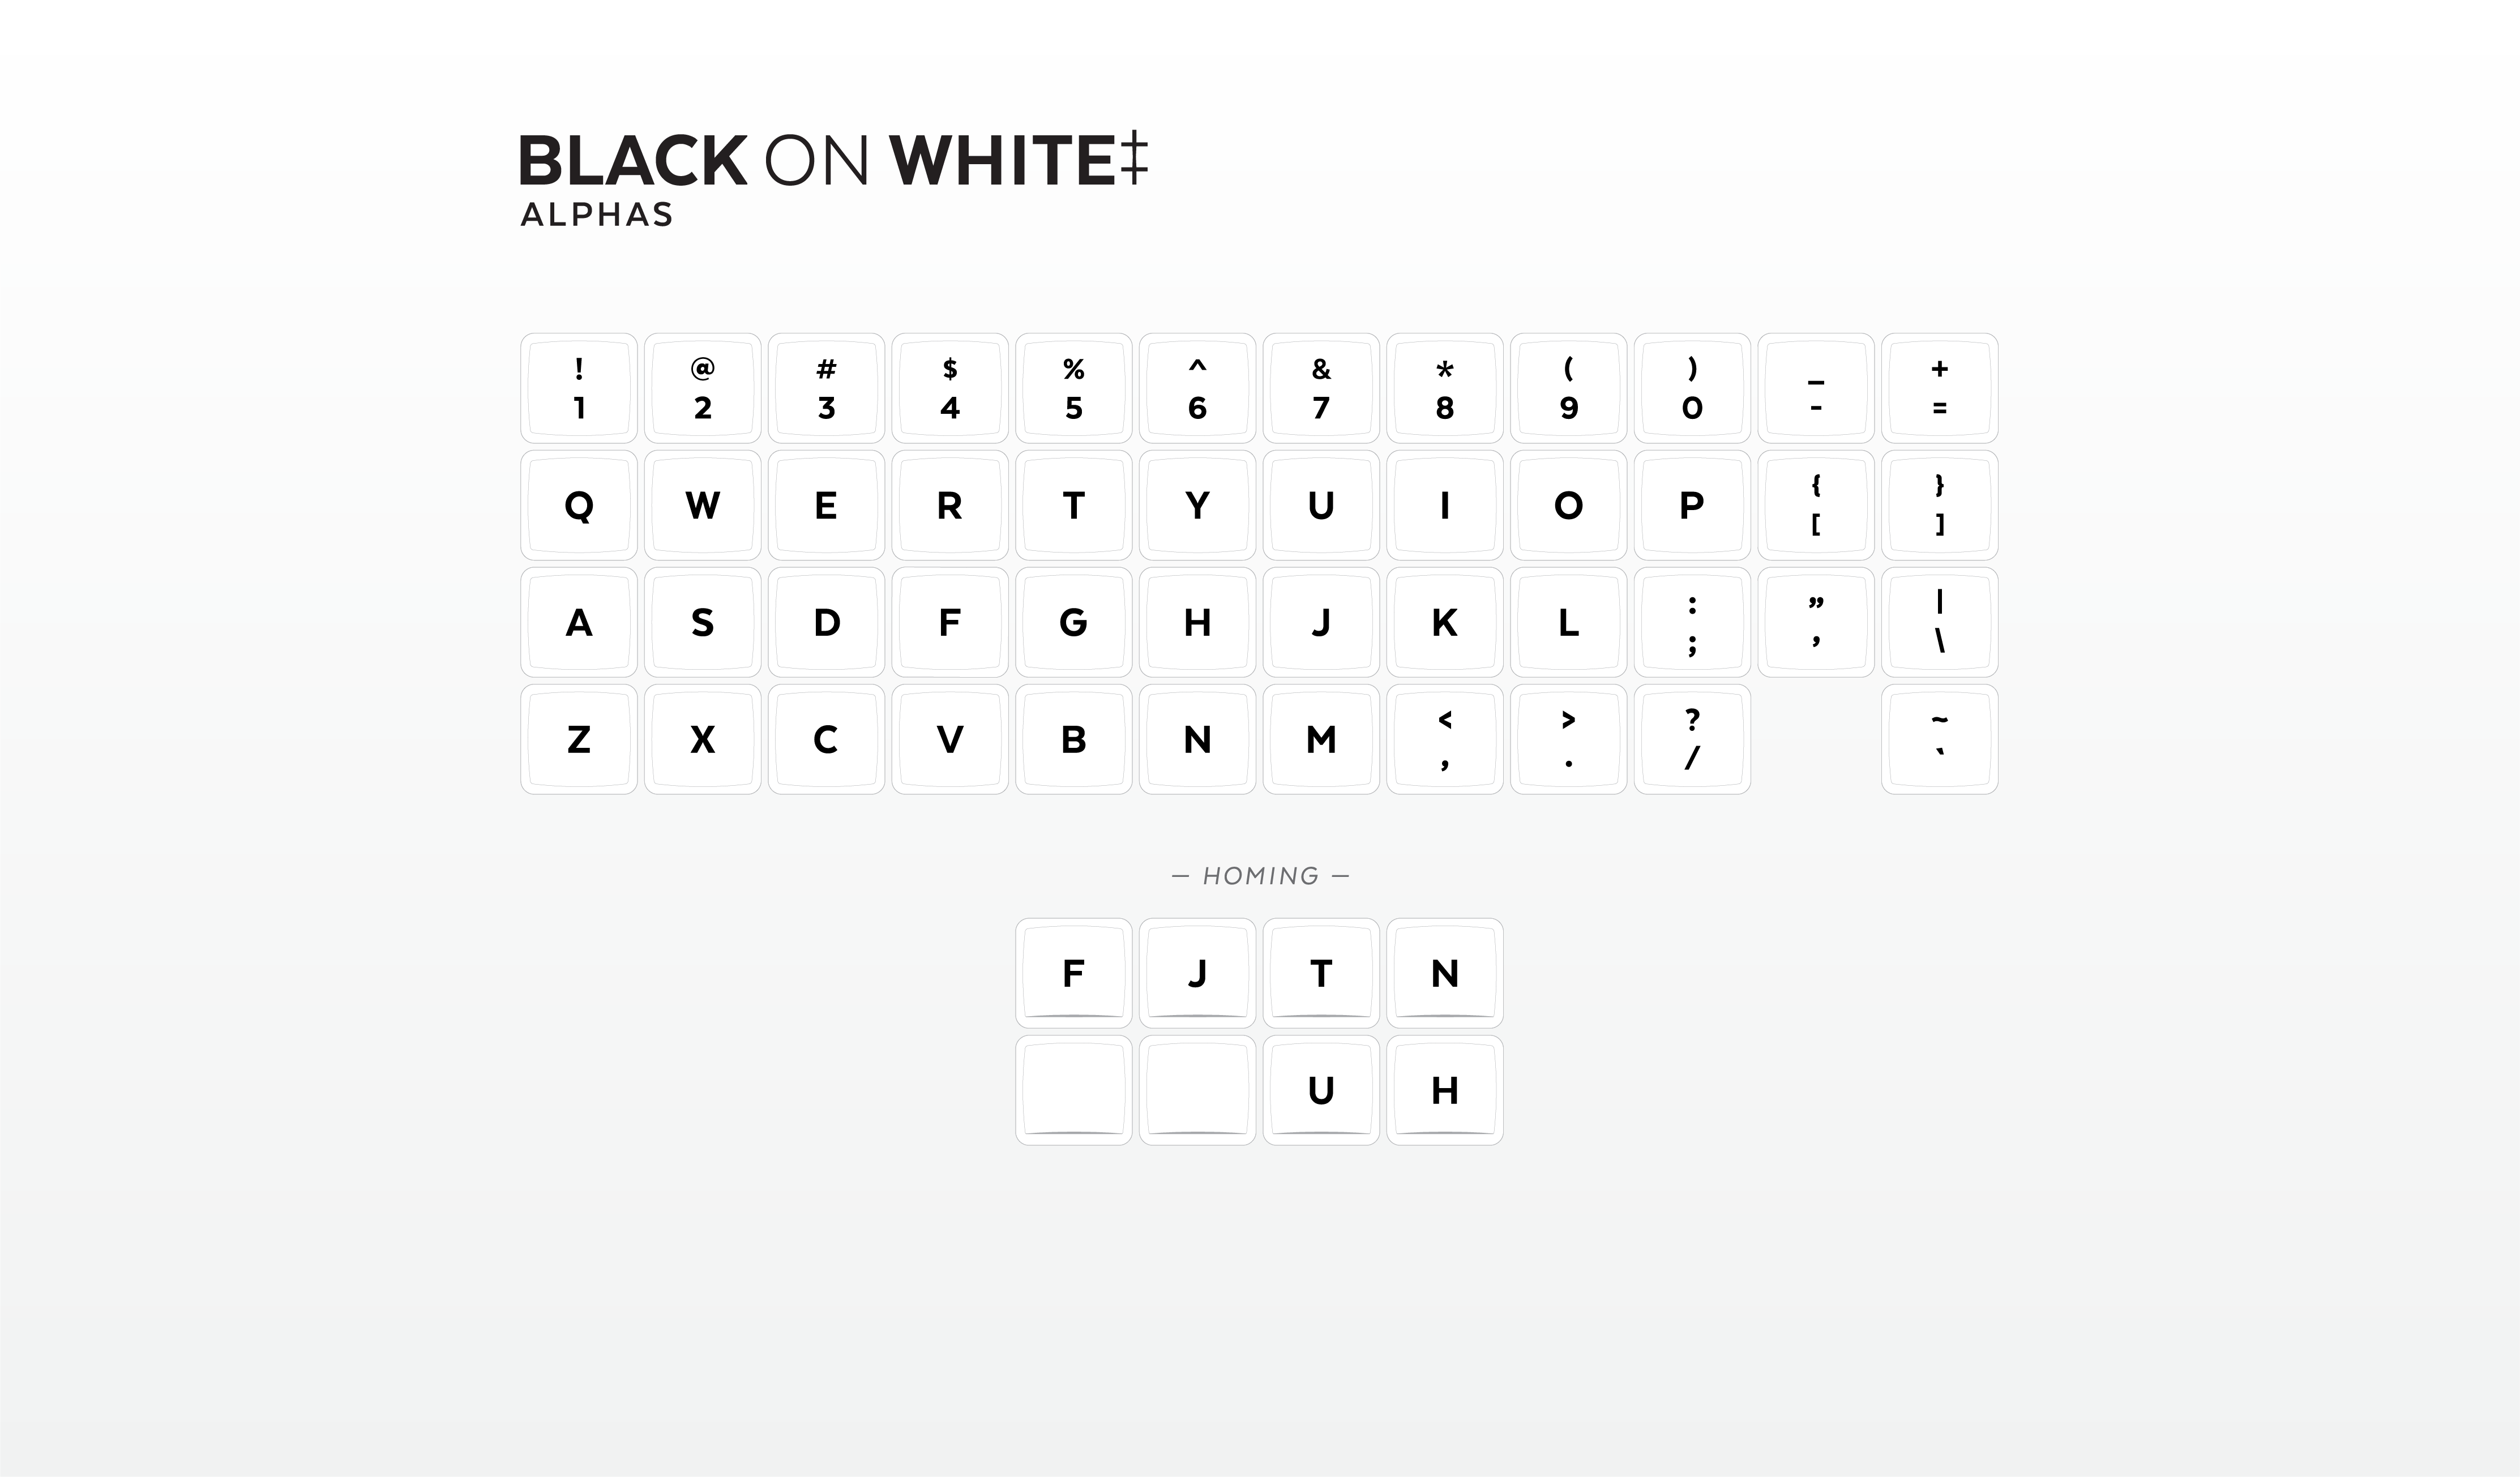 BLACK ON WHITE‡
ALPHAS
! @ # $ % ^ & * ( ) _ +
1 2 3 4 5 6 7 8 9 0 - =
Q W E R T Y U I O P { }
[ ]
A S D F G H J K L : ” |
; ’ \
Z X C V B N M < > ? ~
, . / `
— HOMING —
F J T N
U H